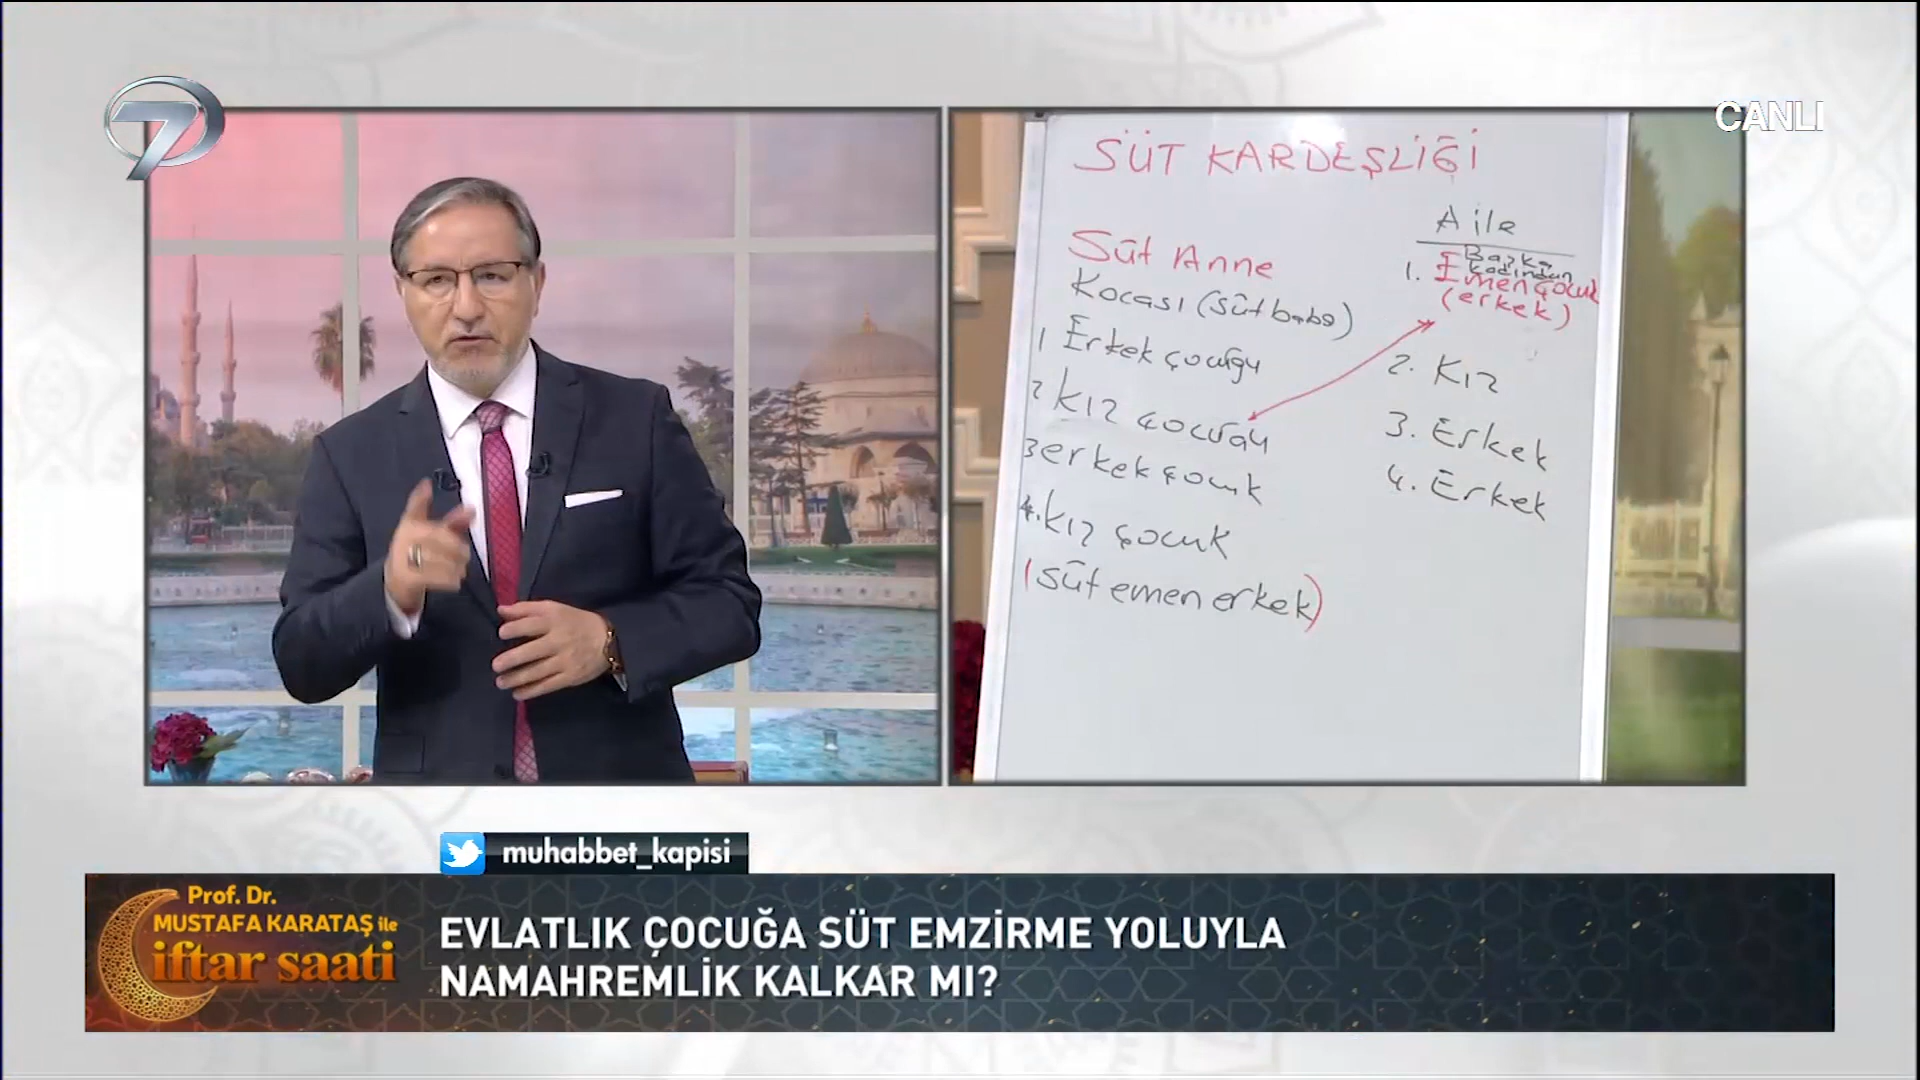 7
CANLI
SÜT KARDEŞLİĞİ
Süt Anne
Kocası (süt baba)
1 Erkek çocuğu
2 Kız çocuğu
3 erkek çocuk
4. Kız çocuk
(süt emen erkek)
Aile
Başka
kadından
1. Emen çocuk
(erkek)
2. Kız
3. Erkek
4. Erkek
muhabbet_kapisi
Prof. Dr.
MUSTAFA KARATAŞ ile
iftar saati
EVLATLIK ÇOCUĞA SÜT EMZİRME YOLUYLA
NAMAHREMLİK KALKAR MI?